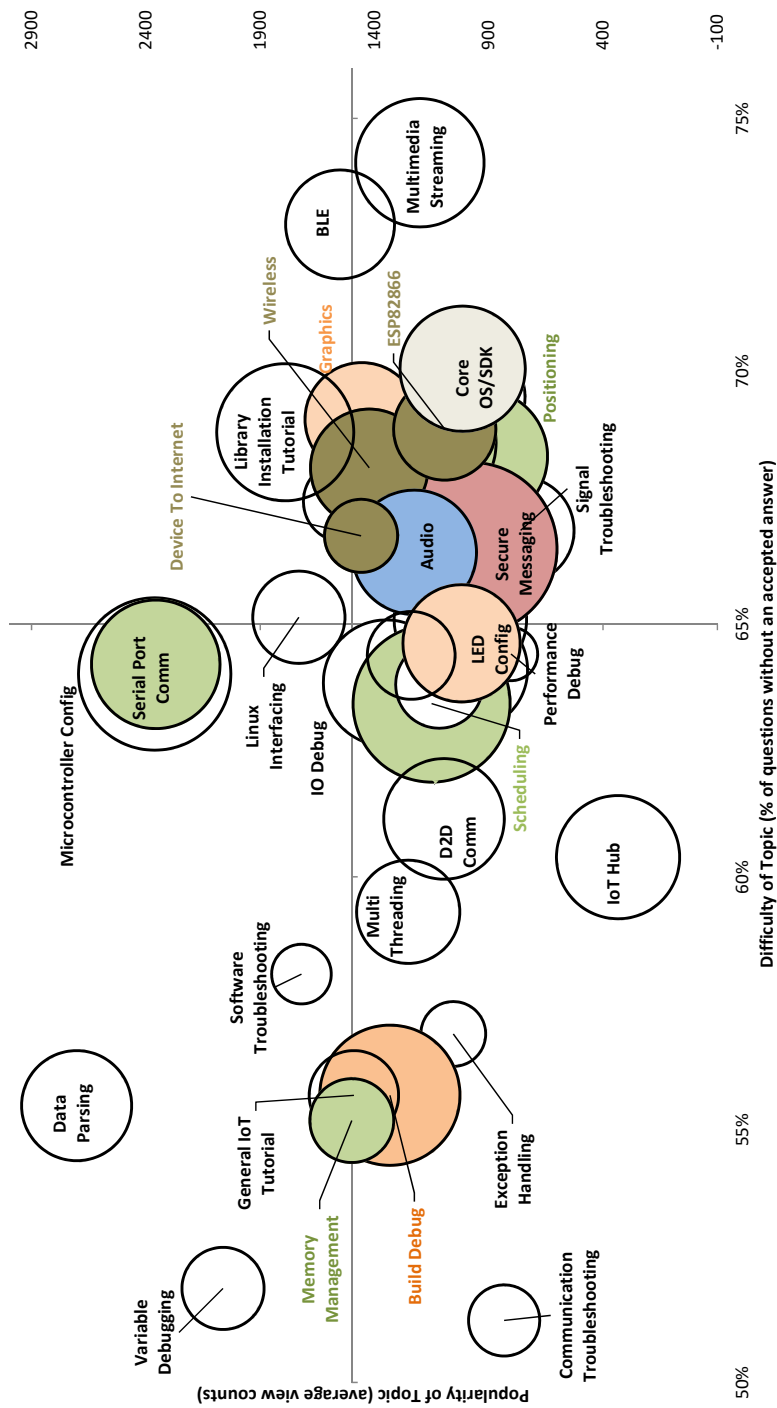 2900
2400
1900
1400
900
400
-100
50%
55%
60%
65%
70%
75%
Popularity of Topic (average view counts)
Difficulty of Topic (% of questions without an accepted answer)
Variable
Debugging
Data
Parsing
Microcontroller Config
Serial Port
Comm
Memory
Management
General IoT
Tutorial
Software
Troubleshooting
Linux
Interfacing
IO Debug
Device To Internet
Library
Installation
Tutorial
Wireless
Graphics
BLE
Multimedia
Streaming
ESP82866
Core
OS/SDK
Positioning
Signal
Troubleshooting
Secure
Messaging
Audio
LED
Config
Performance
Debug
Scheduling
D2D
Comm
Multi
Threading
IoT Hub
Exception
Handling
Build Debug
Communication
Troubleshooting